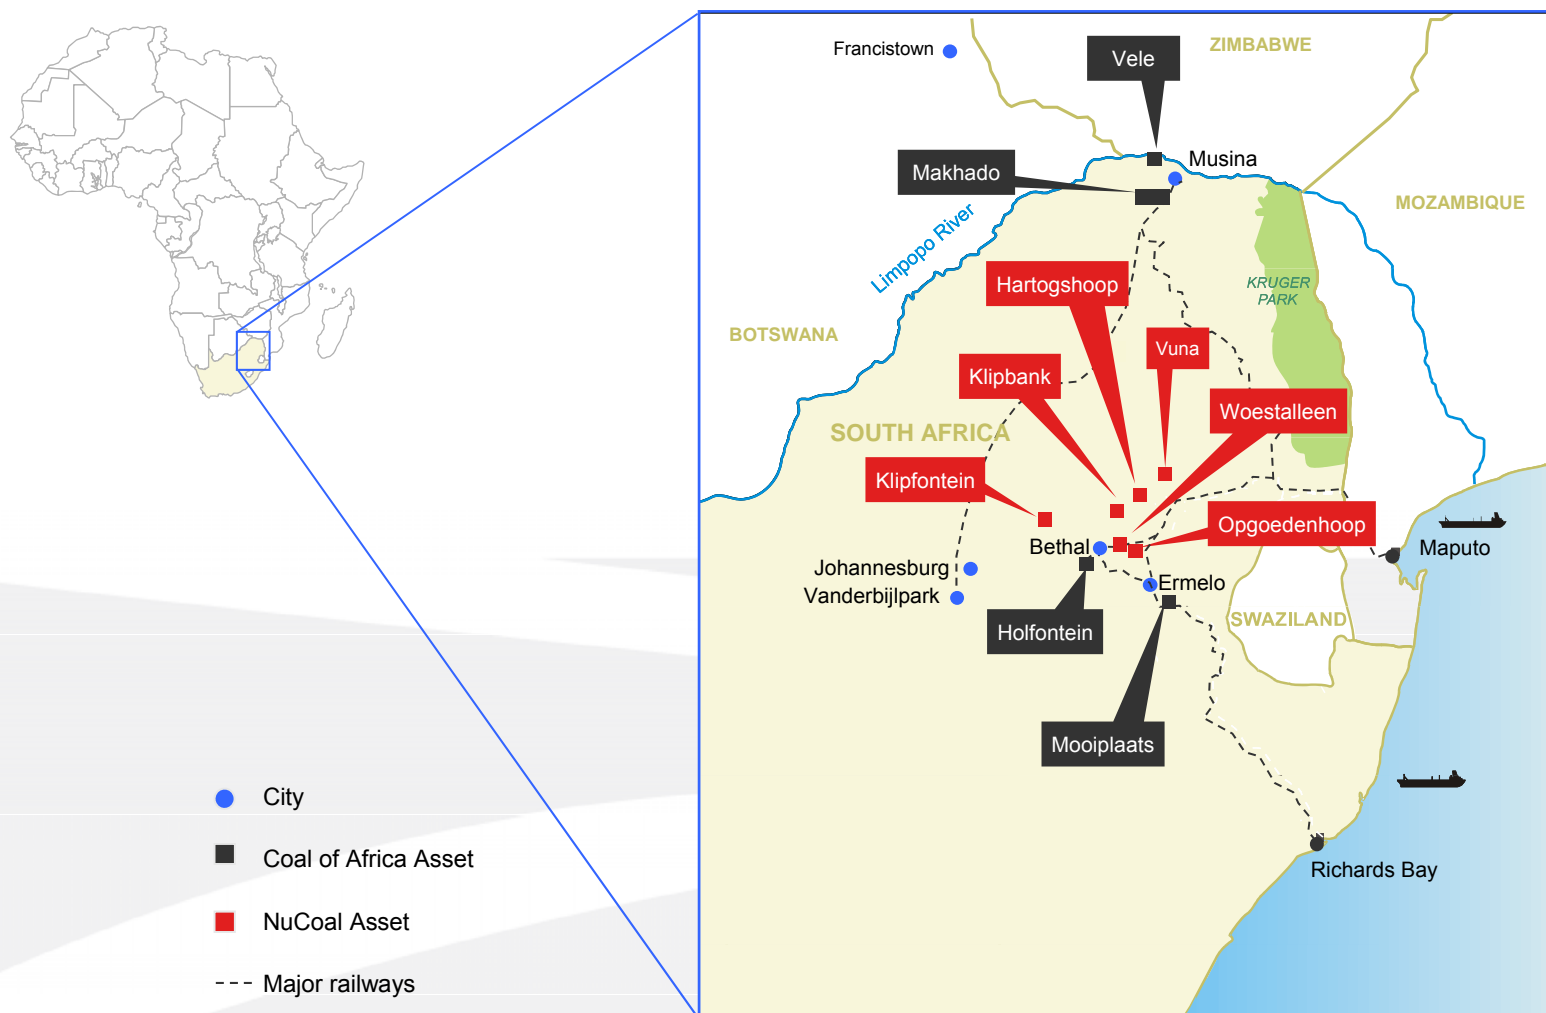 Francistown
ZIMBABWE
Vele
Musina
Makhado
MOZAMBIQUE
Limpopo River
Hartogshoop
KRUGER
PARK
BOTSWANA
Vuna
Klipbank
Woestalleen
SOUTH AFRICA
Klipfontein
Opgoedenhoop
Bethal
Maputo
Johannesburg
Ermelo
Vanderbijlpark
SWAZILAND
Holfontein
Mooiplaats
Richards Bay
City
Coal of Africa Asset
NuCoal Asset
Major railways